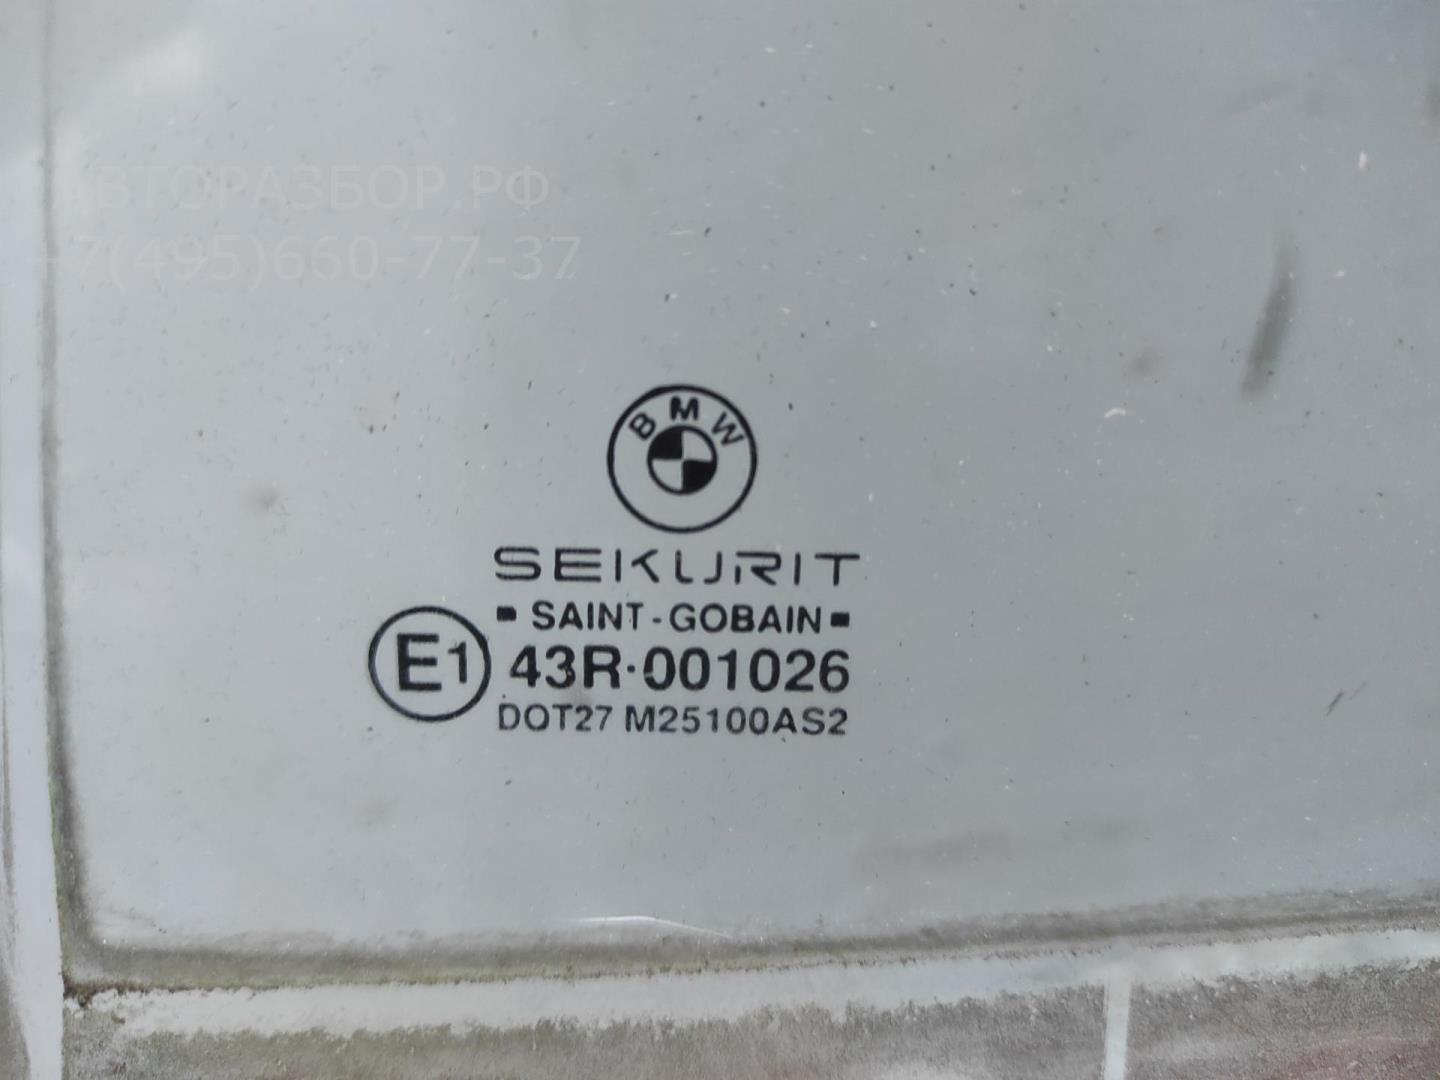 АВТОРАЗБОР.РФ
+7(495)660-77-37
BMW
SEKURIT
SAINT-GOBAIN
E1 43R·001026
DOT27 M25100AS2